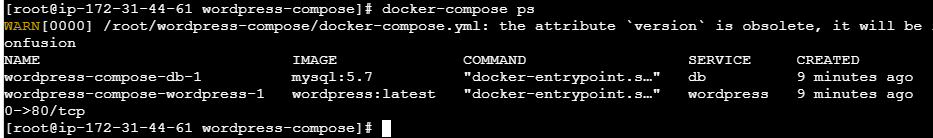 [root@ip-172-31-44-61 wordpress-compose]# docker-compose ps
WARN[0000] /root/wordpress-compose/docker-compose.yml: the attribute `version` is obsolete, it will be
onfusion
NAME IMAGE COMMAND SERVICE CREATED
wordpress-compose-db-1 mysql:5.7 "docker-entrypoint.s…" db 9 minutes ago
wordpress-compose-wordpress-1 wordpress:latest "docker-entrypoint.s…" wordpress 9 minutes ago
0->80/tcp
[root@ip-172-31-44-61 wordpress-compose]#